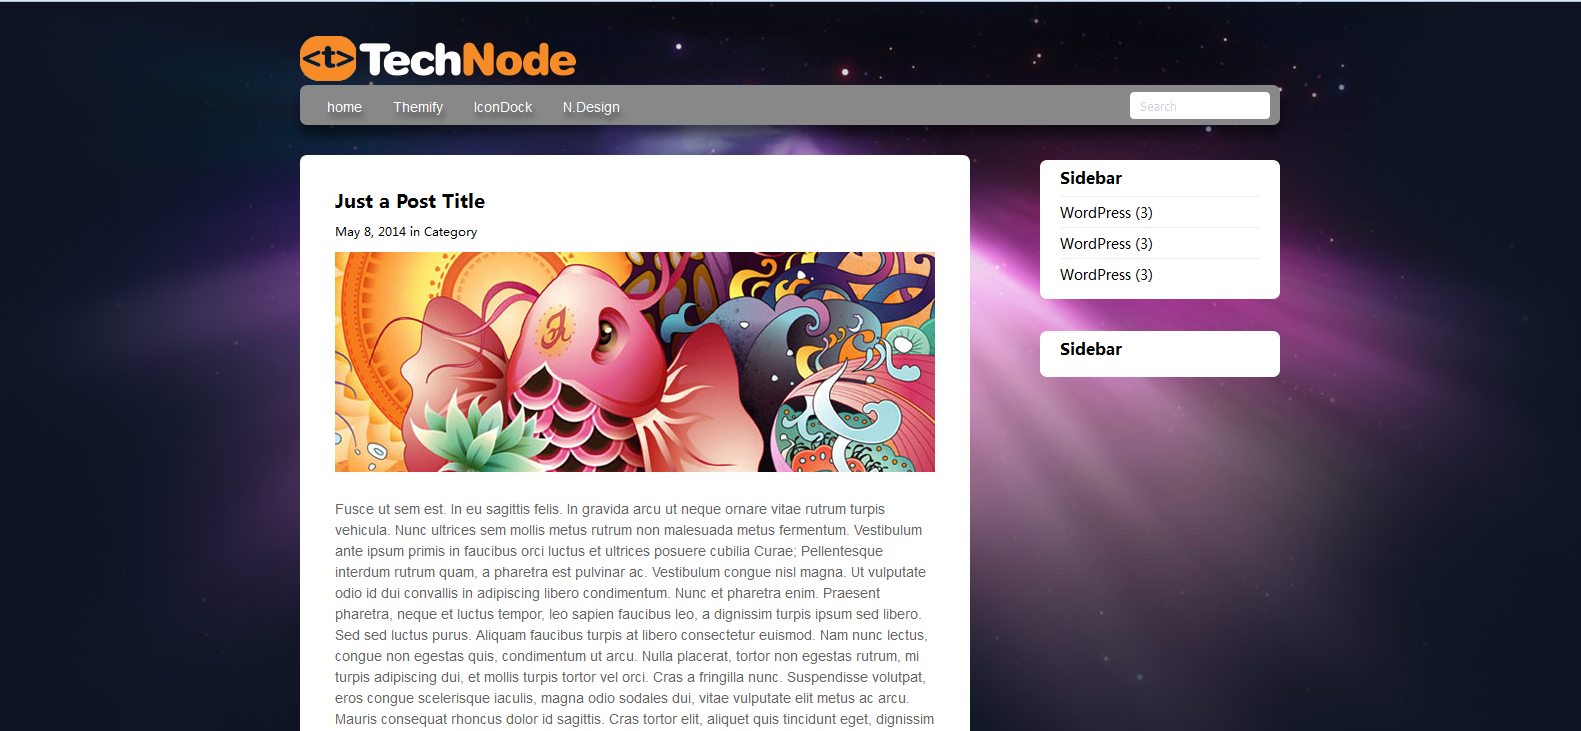 <t>TechNode
home Themify IconDock N.Design Search
Just a Post Title
May 8, 2014 in Category
Fusce ut sem est. In eu sagittis felis. In gravida arcu ut neque ornare vitae rutrum turpis
vehicula. Nunc ultrices sem mollis metus rutrum non malesuada metus fermentum. Vestibulum
ante ipsum primis in faucibus orci luctus et ultrices posuere cubilia Curae; Pellentesque
interdum rutrum quam, a pharetra est pulvinar ac. Vestibulum congue nisl magna. Ut vulputate
odio id dui convallis in adipiscing libero condimentum. Nunc et pharetra enim. Praesent
pharetra, neque et luctus tempor, leo sapien faucibus leo, a dignissim turpis ipsum sed libero.
Sed sed luctus purus. Aliquam faucibus turpis at libero consectetur euismod. Nam nunc lectus,
congue non egestas quis, condimentum ut arcu. Nulla placerat, tortor non egestas rutrum, mi
turpis adipiscing dui, et mollis turpis tortor vel orci. Cras a fringilla nunc. Suspendisse volutpat,
eros congue scelerisque iaculis, magna odio sodales dui, vitae vulputate elit metus ac arcu.
Mauris consequat rhoncus dolor id sagittis. Cras tortor elit, aliquet quis tincidunt eget, dignissim
Sidebar
WordPress (3)
WordPress (3)
WordPress (3)
Sidebar